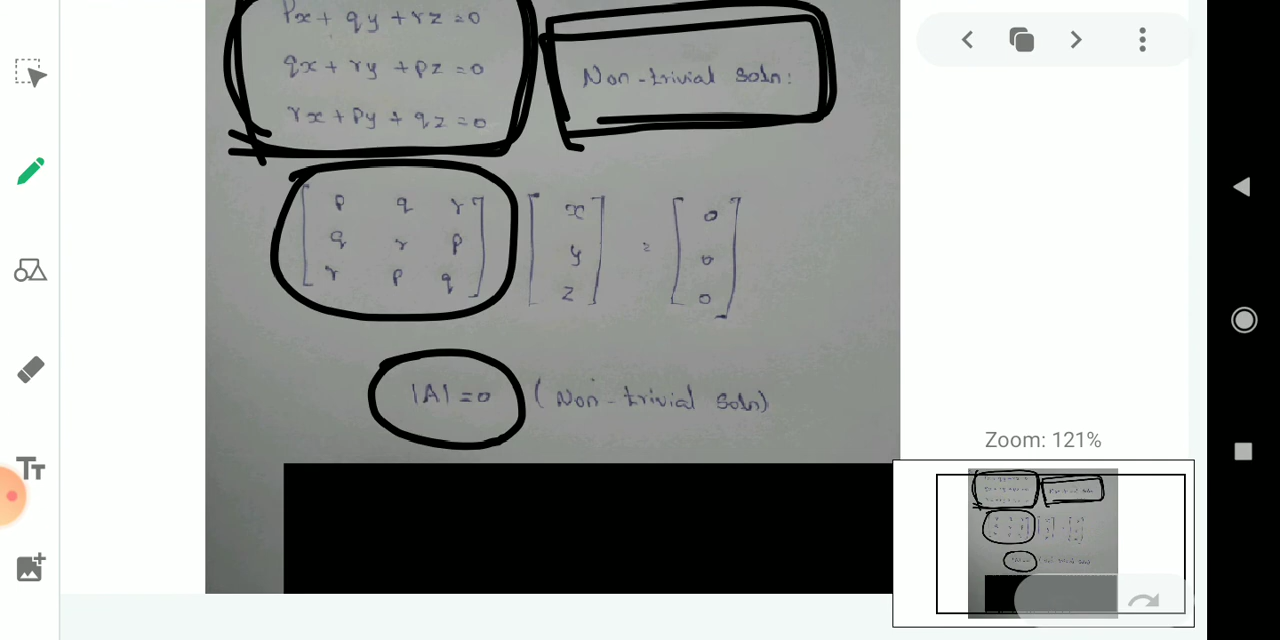 Px + qy + rz = 0
qx + ry + pz = 0
rx + py + qz = 0
Non-trivial soln:
p q r
q r p
r p q
x
y
z
=
0
0
0
|A| = 0 (Non-trivial soln)
Zoom: 121%
Tт